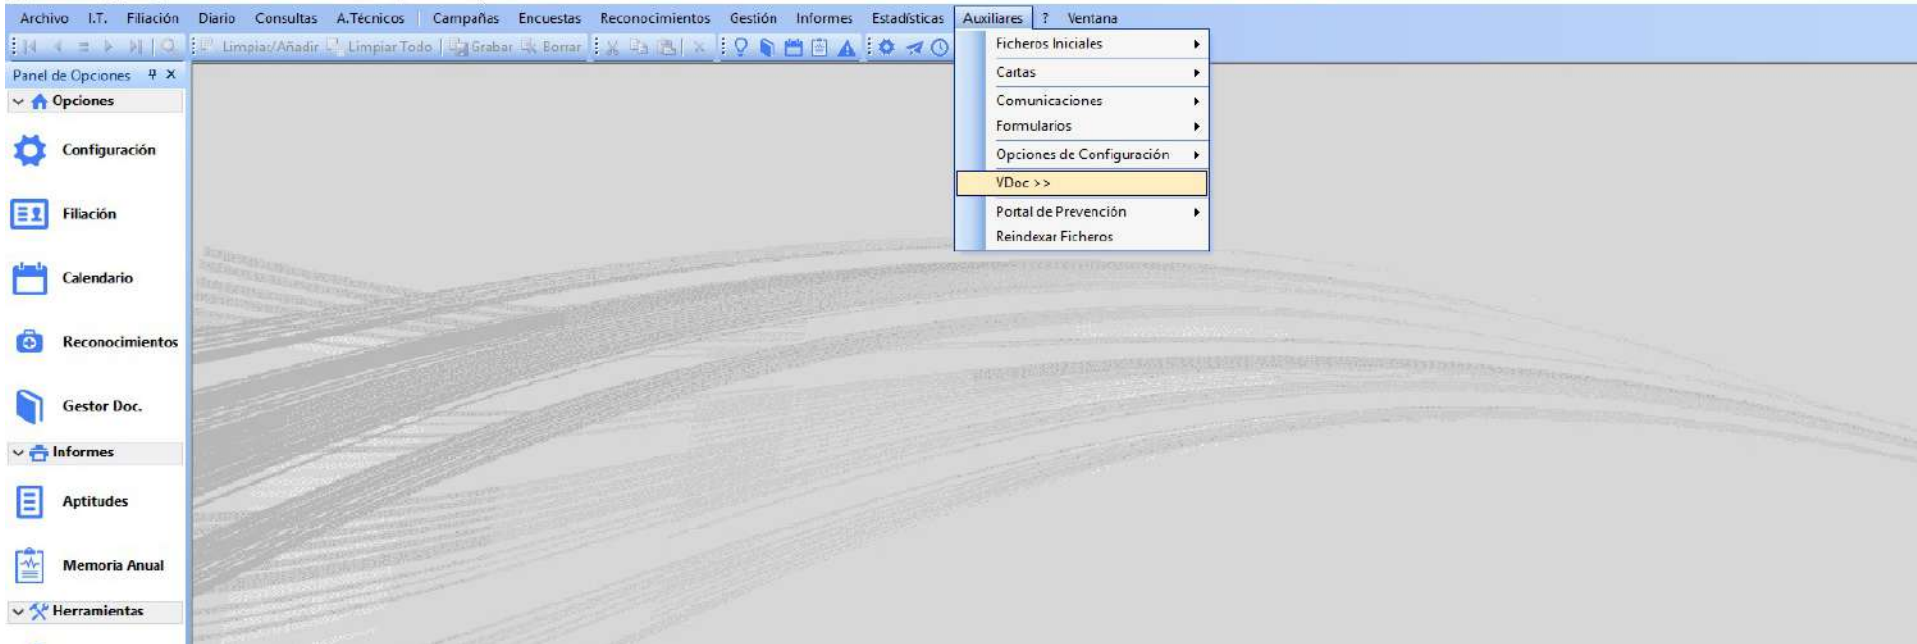 Archivo I.T. Filiación Diario Consultas A.Técnicos Campañas Encuestas Reconocimientos Gestión Informes Estadísticas Auxiliares ? Ventana
Limpiar/Añadir Limpiar Todo Grabar Borrar
Panel de Opciones
Opciones
Configuración
Filiación
Calendario
Reconocimientos
Gestor Doc.
Informes
Aptitudes
Memoria Anual
Herramientas
Ficheros Iniciales
Cartas
Comunicaciones
Formularios
Opciones de Configuración
VDoc >>
Portal de Prevención
Reindexar Ficheros